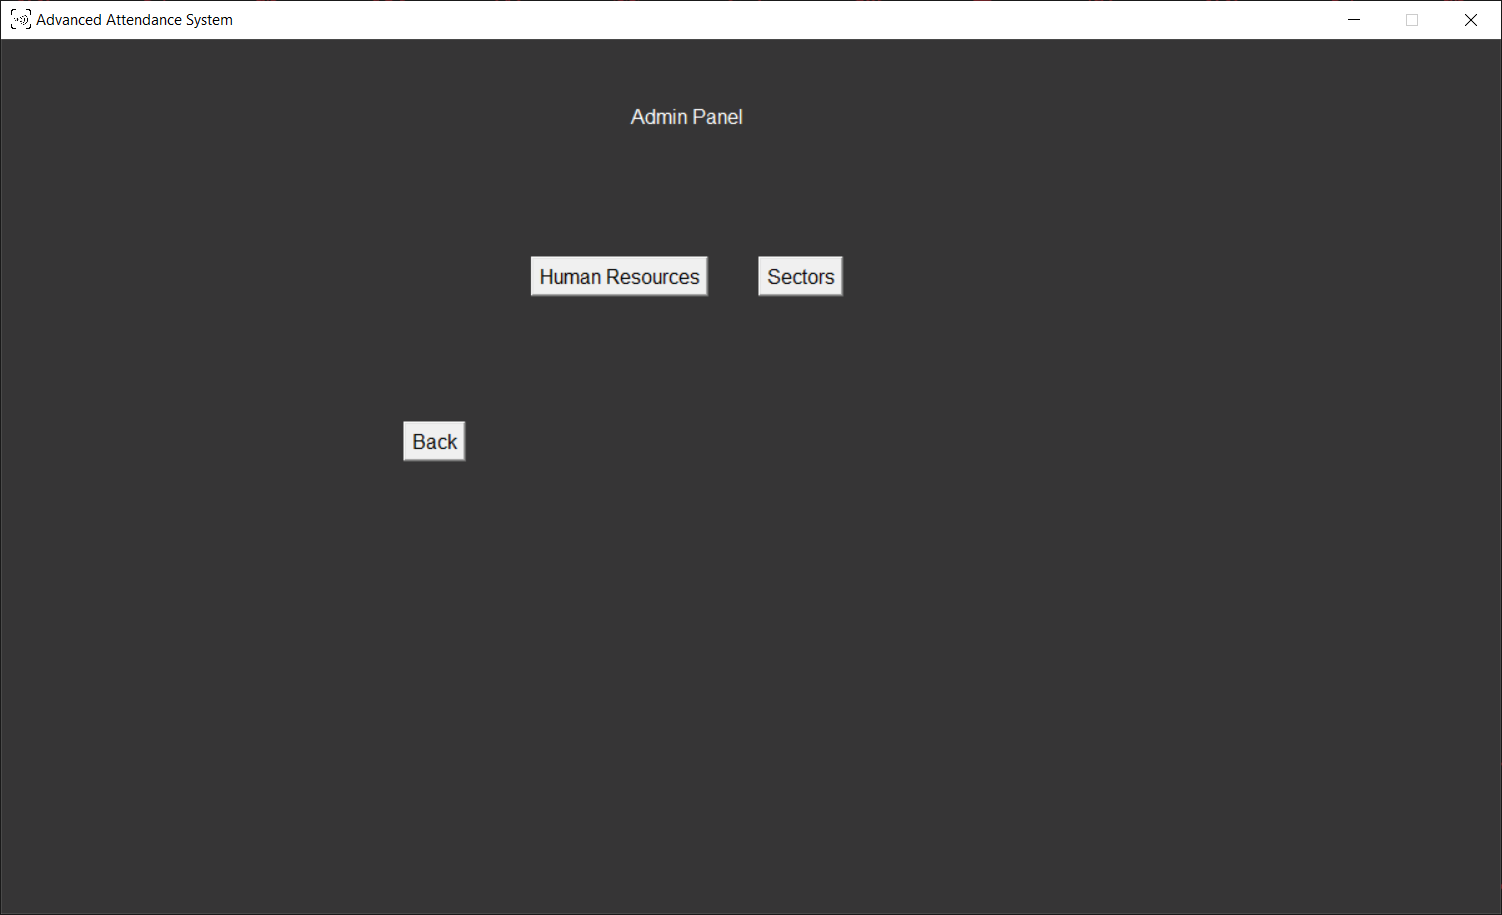 Advanced Attendance System
Admin Panel
Human Resources
Sectors
Back